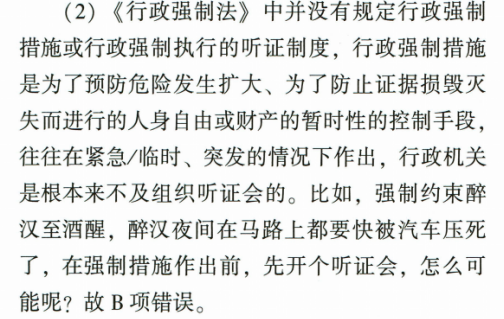 (2)《行政强制法》中并没有规定行政强制
措施或行政强制执行的听证制度，行政强制措施
是为了预防危险发生扩大、为了防止证据损毁灭
失而进行的人身自由或财产的暂时性的控制手段，
往往在紧急/临时、突发的情况下作出，行政机关
是根本来不及组织听证会的。比如，强制约束醉
汉至酒醒，醉汉夜间在马路上都要快被汽车压死
了，在强制措施作出前，先开个听证会，怎么可
能呢？故 B 项错误。